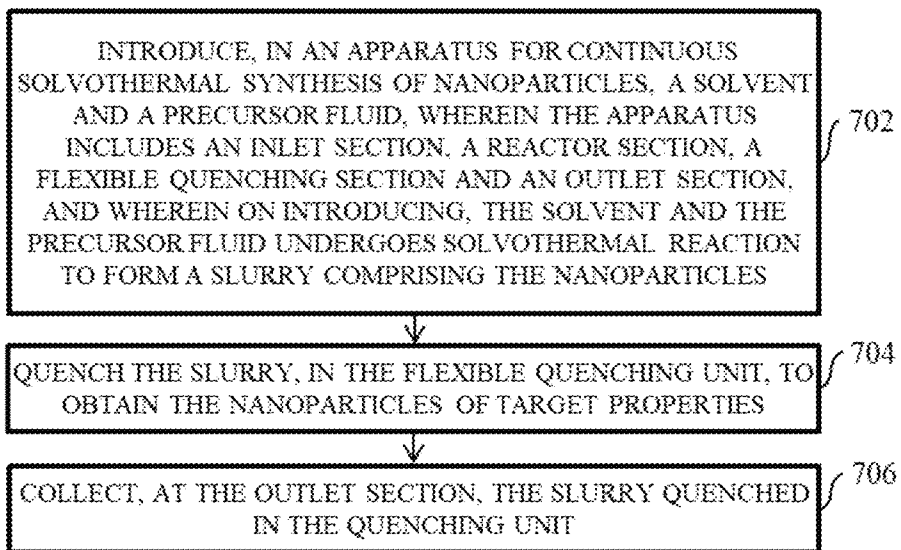 INTRODUCE, IN AN APPARATUS FOR CONTINUOUS
SOLVOTHERMAL SYNTHESIS OF NANOPARTICLES, A SOLVENT
AND A PRECURSOR FLUID, WHEREIN THE APPARATUS
INCLUDES AN INLET SECTION, A REACTOR SECTION, A
FLEXIBLE QUENCHING SECTION AND AN OUTLET SECTION,
AND WHEREIN ON INTRODUCING, THE SOLVENT AND THE
PRECURSOR FLUID UNDERGOES SOLVOTHERMAL REACTION
TO FORM A SLURRY COMPRISING THE NANOPARTICLES
702
QUENCH THE SLURRY, IN THE FLEXIBLE QUENCHING UNIT, TO
OBTAIN THE NANOPARTICLES OF TARGET PROPERTIES
704
COLLECT, AT THE OUTLET SECTION, THE SLURRY QUENCHED
IN THE QUENCHING UNIT
706